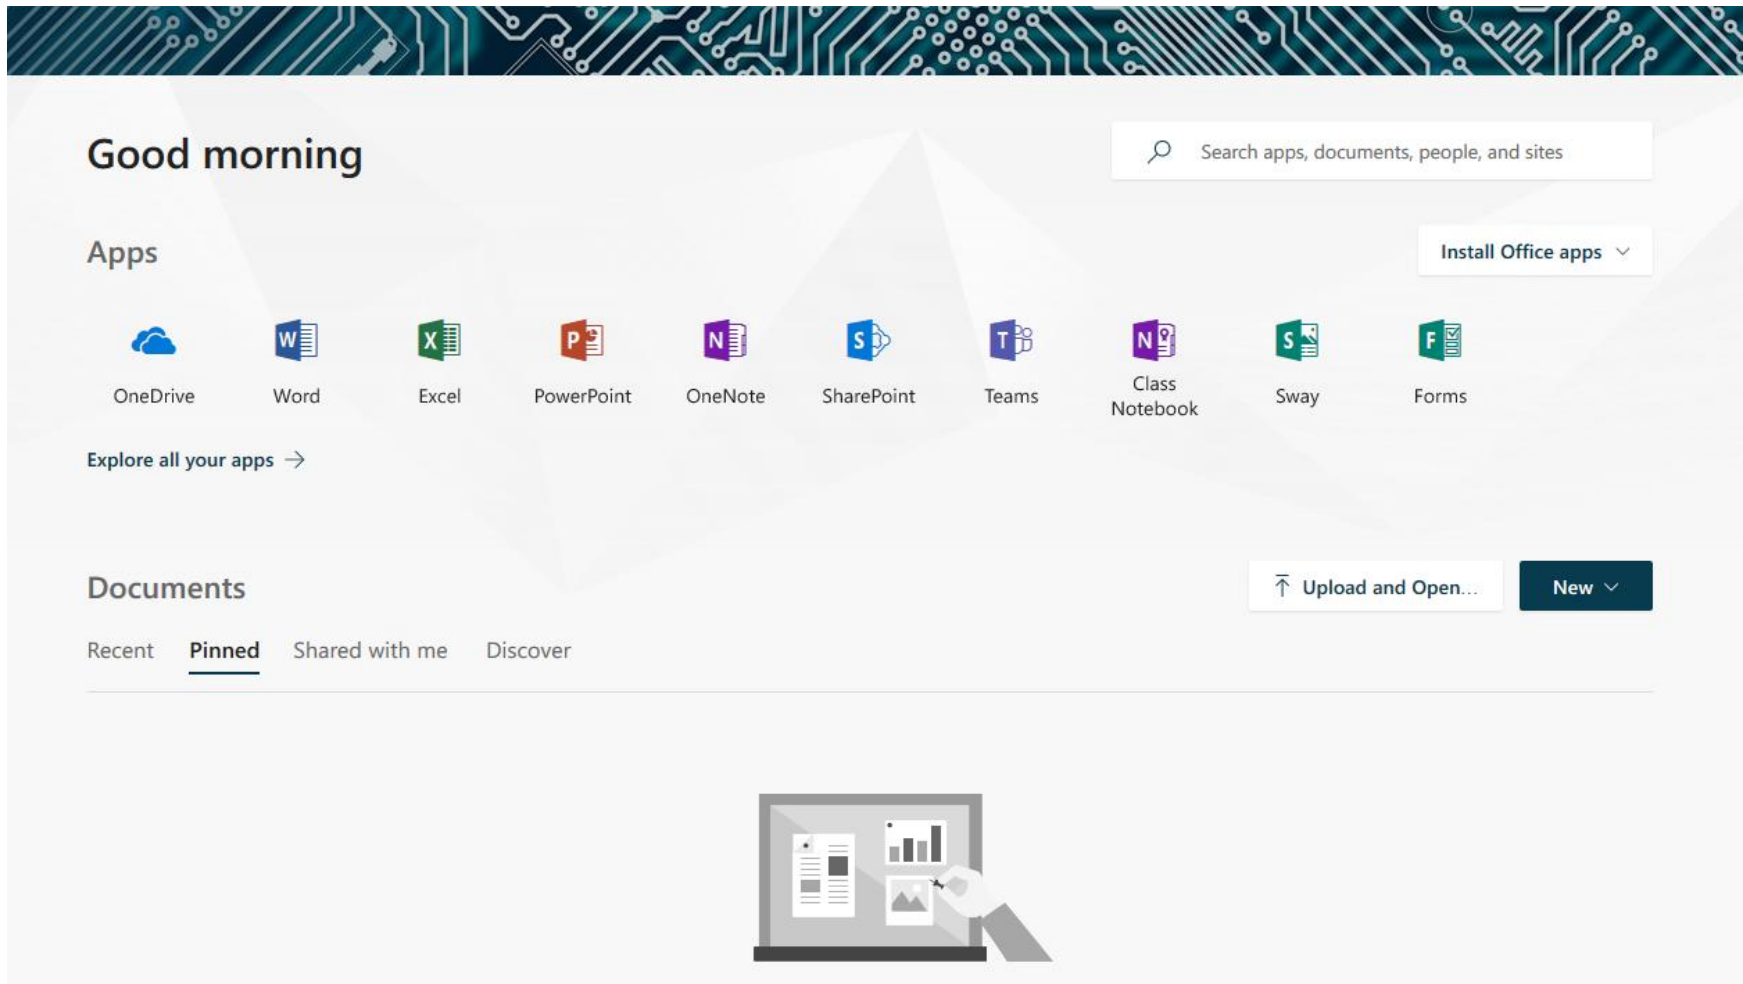 Good morning
Search apps, documents, people, and sites
Apps
Install Office apps
W
X
P
N
S
T
N
S
F
OneDrive
Word
Excel
PowerPoint
OneNote
SharePoint
Teams
Class
Notebook
Sway
Forms
Explore all your apps →
Documents
Upload and Open...
New
Recent
Pinned
Shared with me
Discover